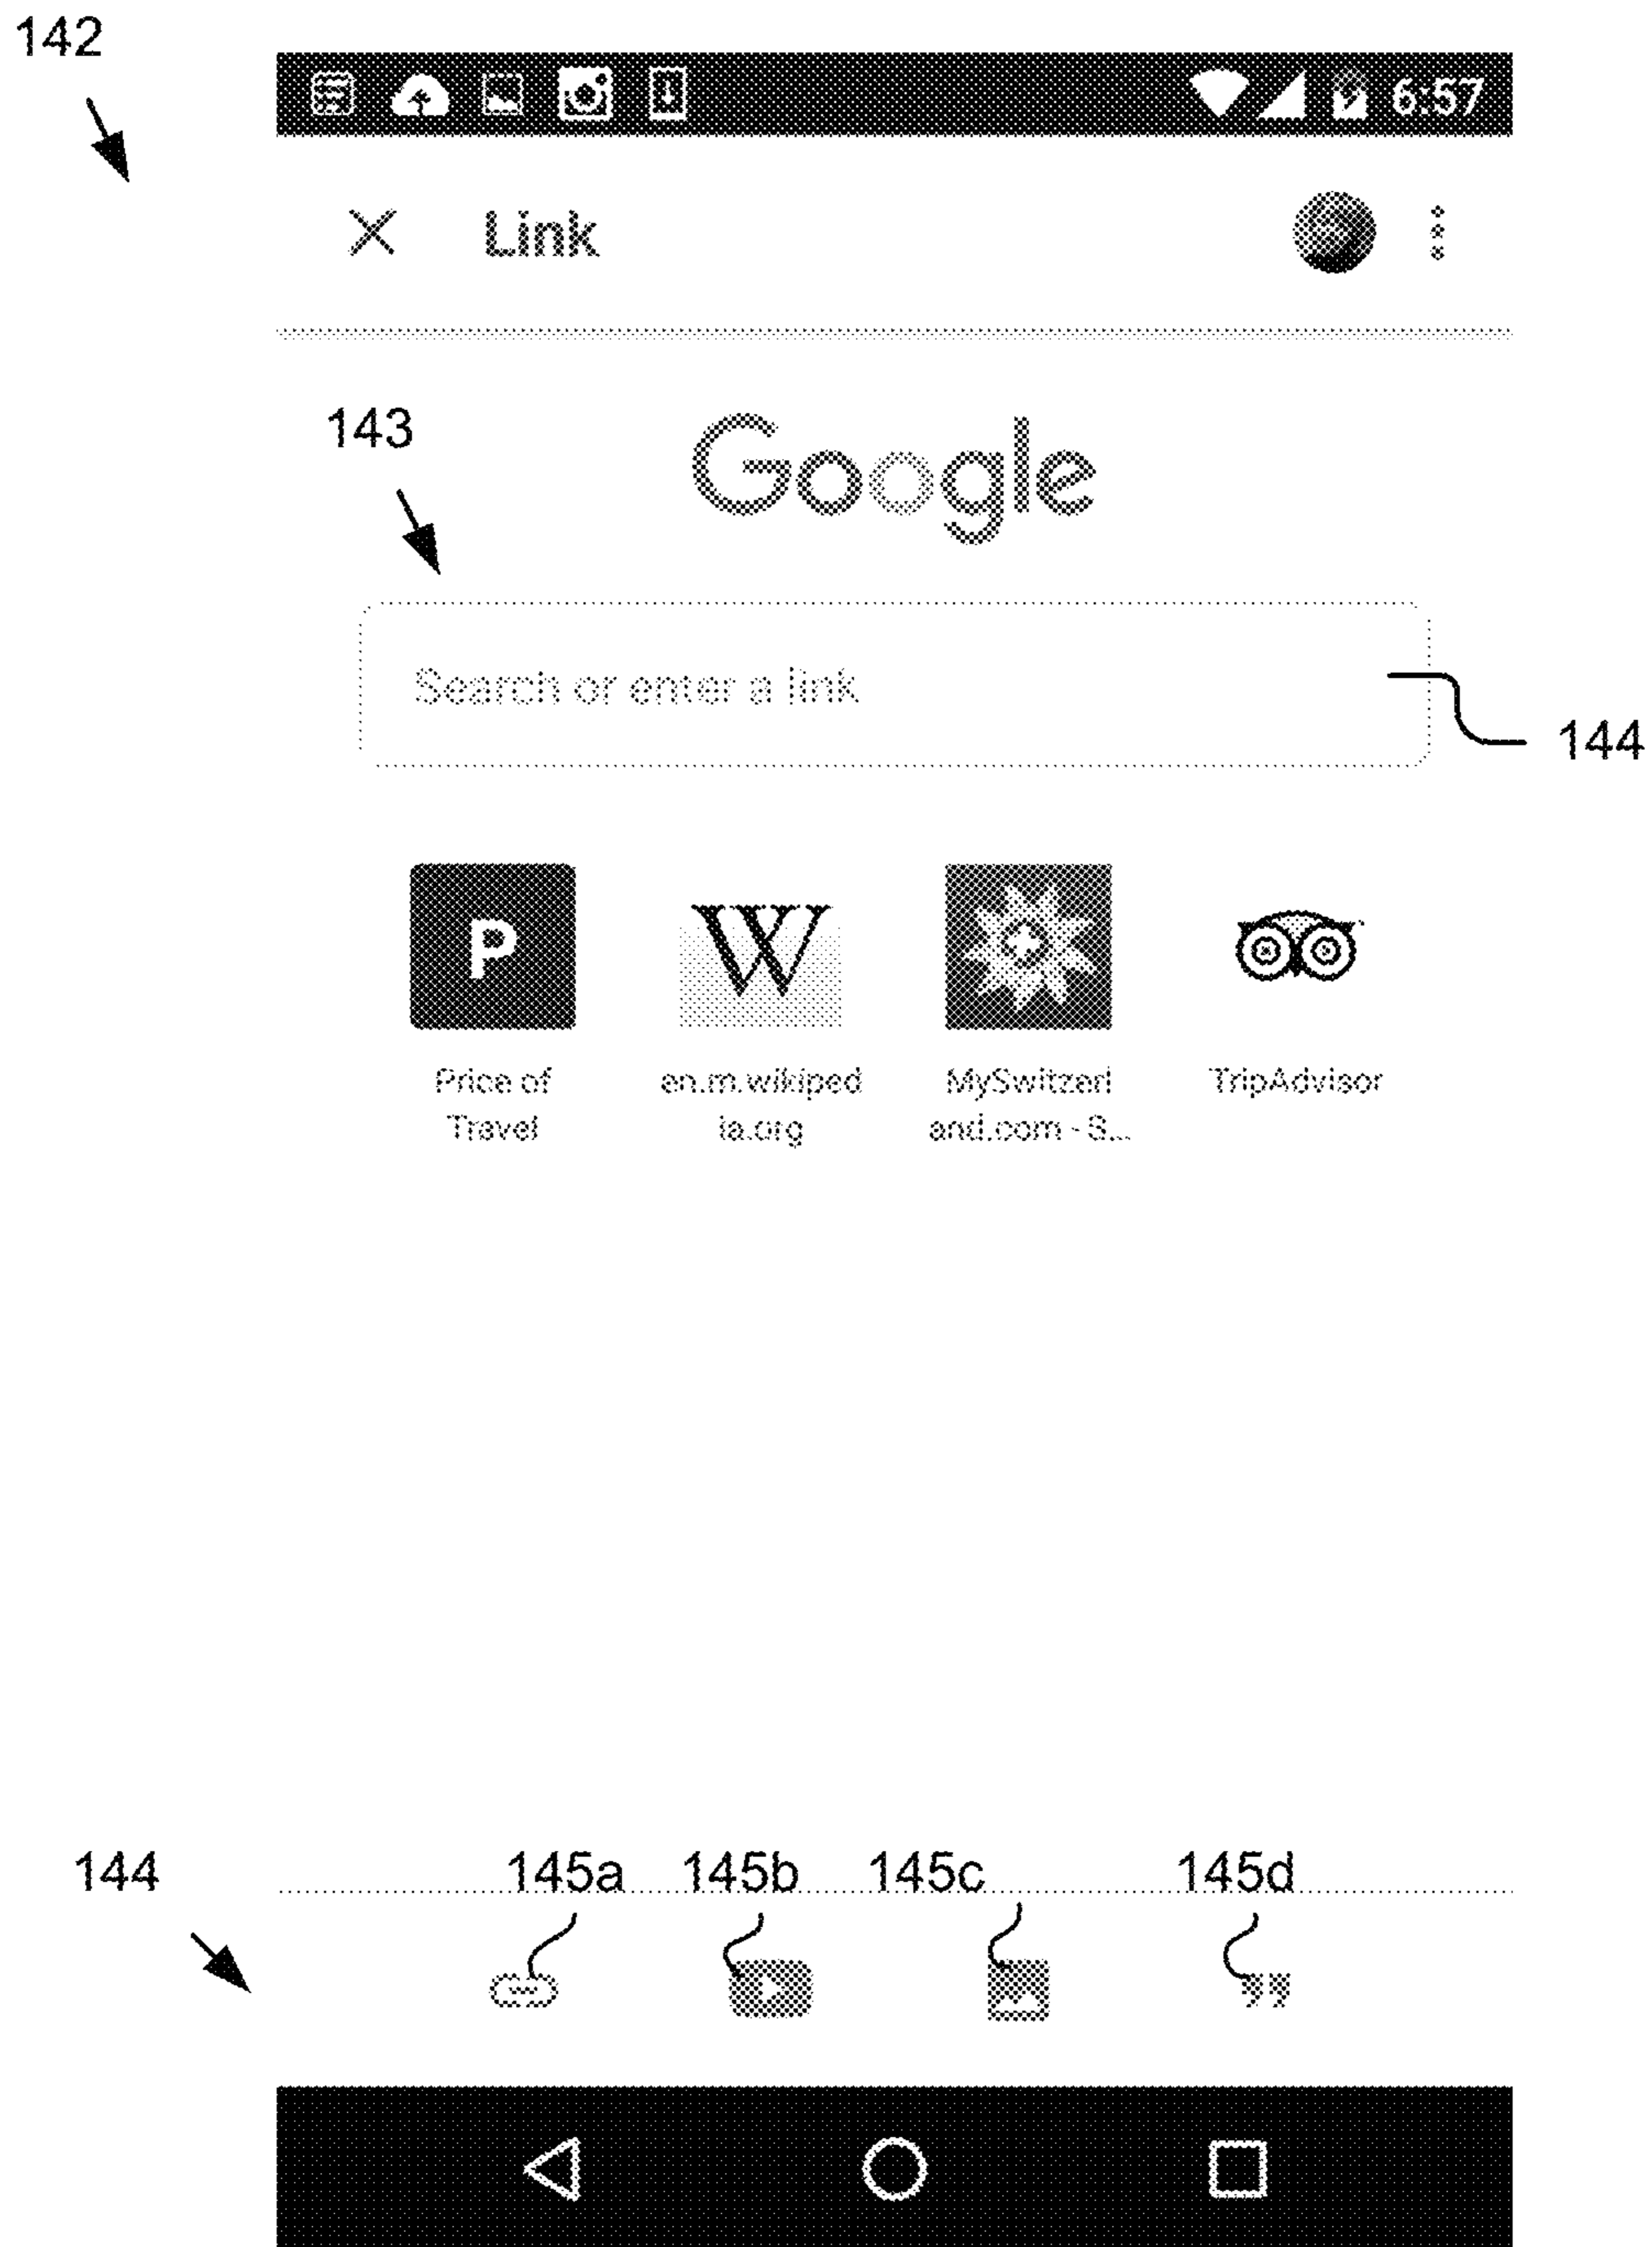 142
6:57
Link
143
Google
Search or enter a link
144
P
W
Price of
Travel
en.m.wikiped
ia.org
MySwitzerl
and.com - S...
TripAdvisor
144
145a
145b
145c
145d